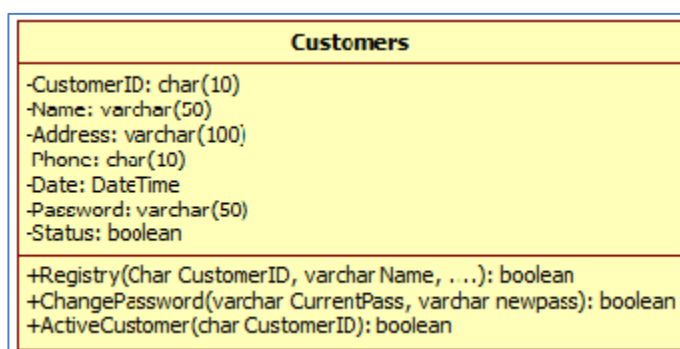 Customers
-CustomerID: char(10)
-Name: varchar(50)
-Address: varchar(100)
Phone: char(10)
-Date: DateTime
-Password: varchar(50)
-Status: boolean
+Registry(Char CustomerID, varchar Name, ....): boolean
+ChangePassword(varchar CurrentPass, varchar newpass): boolean
+ActiveCustomer(char CustomerID): boolean